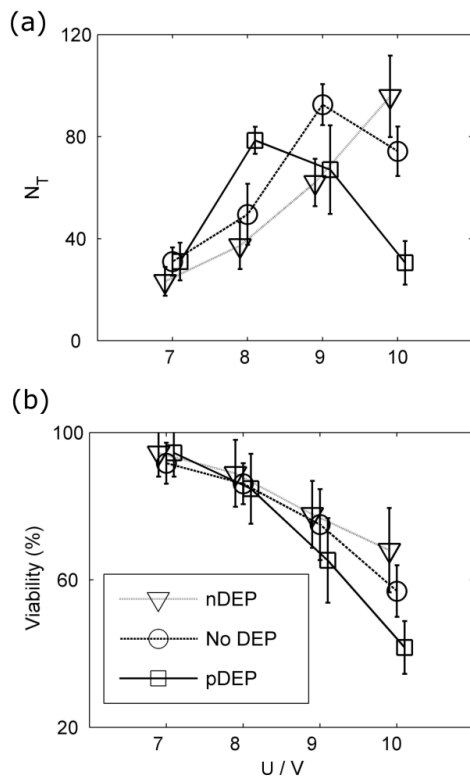 (a)
120
80
40
0
N_T
7 8 9 10
(b)
100
60
20
Viability (%)
nDEP
No DEP
pDEP
7 8 9 10
U / V